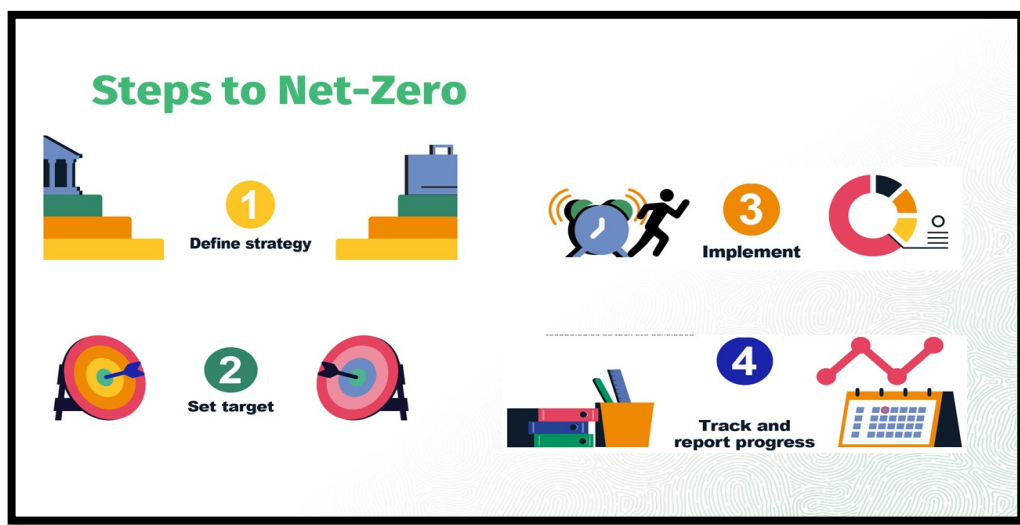 Steps to Net-Zero
1
Define strategy
2
Set target
3
Implement
4
Track and
report progress